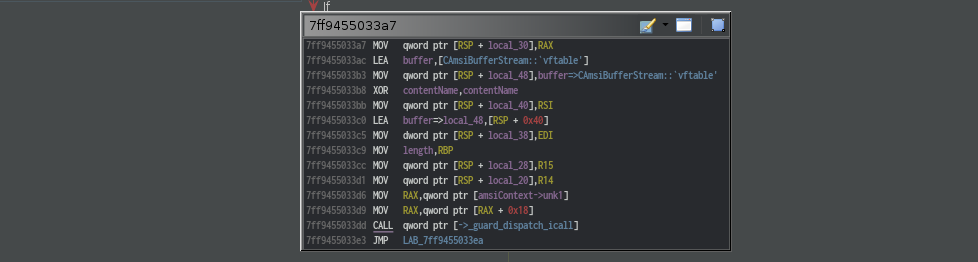 If
7ff9455033a7
7ff9455033a7 MOV qword ptr [RSP + local_30],RAX
7ff9455033ac LEA buffer,[CAmsiBufferStream::`vftable']
7ff9455033b3 MOV qword ptr [RSP + local_48],buffer=>CAmsiBufferStream::`vftable'
7ff9455033b8 XOR contentName,contentName
7ff9455033bb MOV qword ptr [RSP + local_40],RSI
7ff9455033c0 LEA buffer=>local_48,[RSP + 0x40]
7ff9455033c5 MOV dword ptr [RSP + local_38],EDI
7ff9455033c9 MOV length,RBP
7ff9455033cc MOV qword ptr [RSP + local_28],R15
7ff9455033d1 MOV qword ptr [RSP + local_20],R14
7ff9455033d6 MOV RAX,qword ptr [amsiContext->unk1]
7ff9455033d9 MOV RAX,qword ptr [RAX + 0x18]
7ff9455033dd CALL qword ptr [->_guard_dispatch_icall]
7ff9455033e3 JMP LAB_7ff9455033ea